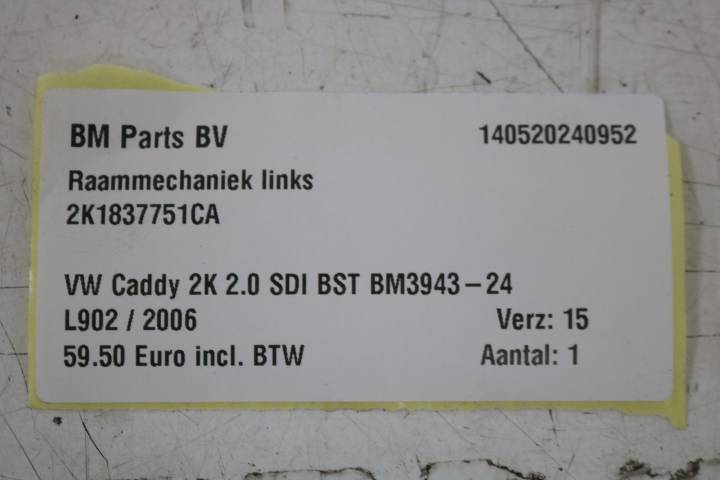 BM Parts BV 140520240952
Raammechaniek links
2K1837751CA
VW Caddy 2K 2.0 SDI BST BM3943-24
L902 / 2006 Verz: 15
59.50 Euro incl. BTW Aantal: 1